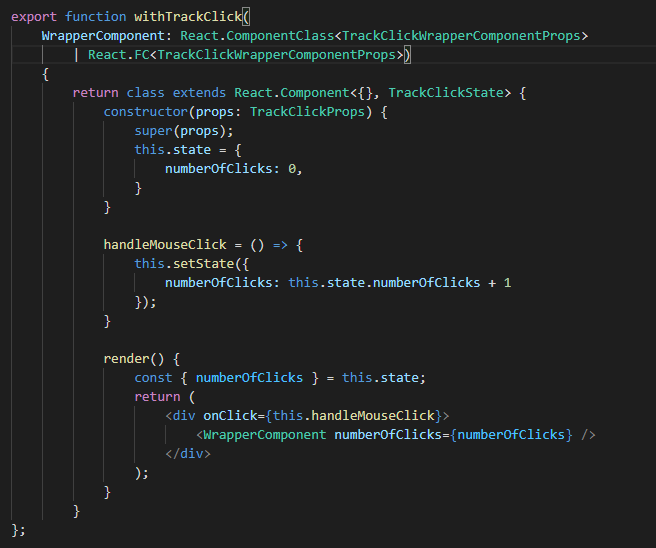 export function withTrackClick(
    WrapperComponent: React.ComponentClass<TrackClickWrapperComponentProps>
        | React.FC<TrackClickWrapperComponentProps>)
    {
        return class extends React.Component<{}, TrackClickState> {
            constructor(props: TrackClickProps) {
                super(props);
                this.state = {
                    numberOfClicks: 0,
                }
            }

            handleMouseClick = () => {
                this.setState({
                    numberOfClicks: this.state.numberOfClicks + 1
                });
            }

            render() {
                const { numberOfClicks } = this.state;
                return (
                    <div onClick={this.handleMouseClick}>
                        <WrapperComponent numberOfClicks={numberOfClicks} />
                    </div>
                );
            }
        }
};